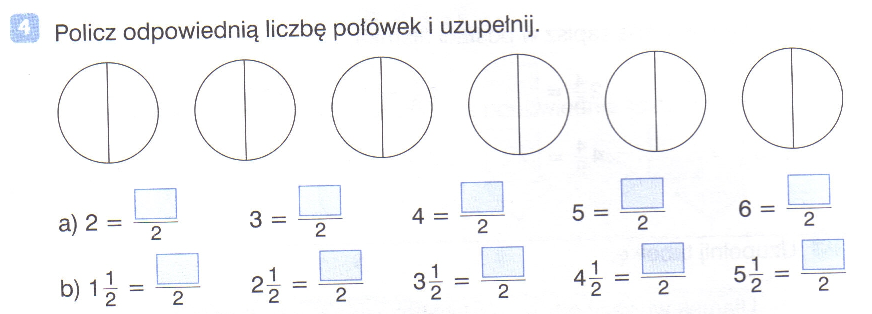 4 Policz odpowiednią liczbę połówek i uzupełnij.
a) 2 = □/2 3 = □/2 4 = □/2 5 = □/2 6 = □/2
b) 1 1/2 = □/2 2 1/2 = □/2 3 1/2 = □/2 4 1/2 = □/2 5 1/2 = □/2